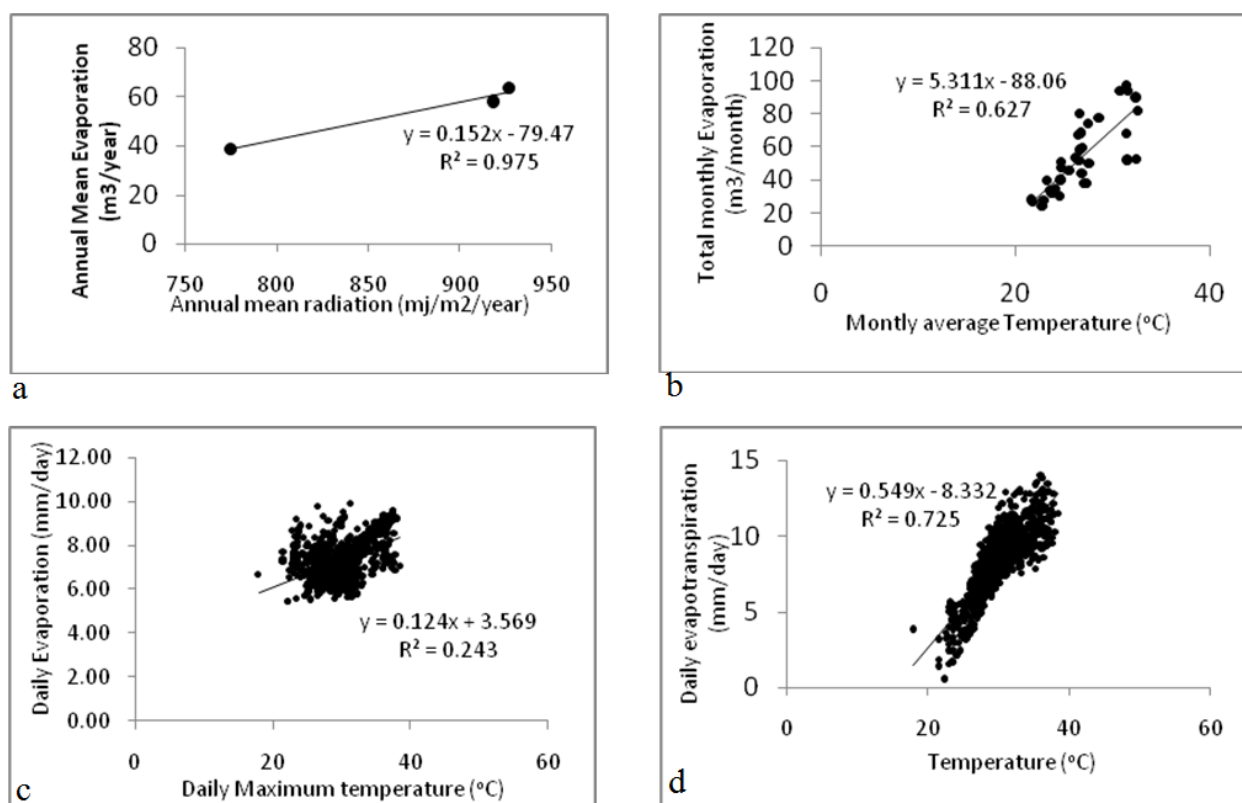 Annual Mean Evaporation
(m3/year)
80
60
40
20
0
y = 0.152x - 79.47
R² = 0.975
750 800 850 900 950
Annual mean radiation (mj/m2/year)
a
Total monthly Evaporation
(m3/month)
120
100
80
60
40
20
0
y = 5.311x - 88.06
R² = 0.627
0 20 40
Montly average Temperature (°C)
b
Daily Evaporation (mm/day)
12.00
10.00
8.00
6.00
4.00
2.00
0.00
y = 0.124x + 3.569
R² = 0.243
0 20 40 60
Daily Maximum temperature (°C)
c
Daily evapotranspiration
(mm/day)
15
10
5
0
y = 0.549x - 8.332
R² = 0.725
0 20 40 60
Temperature (°C)
d